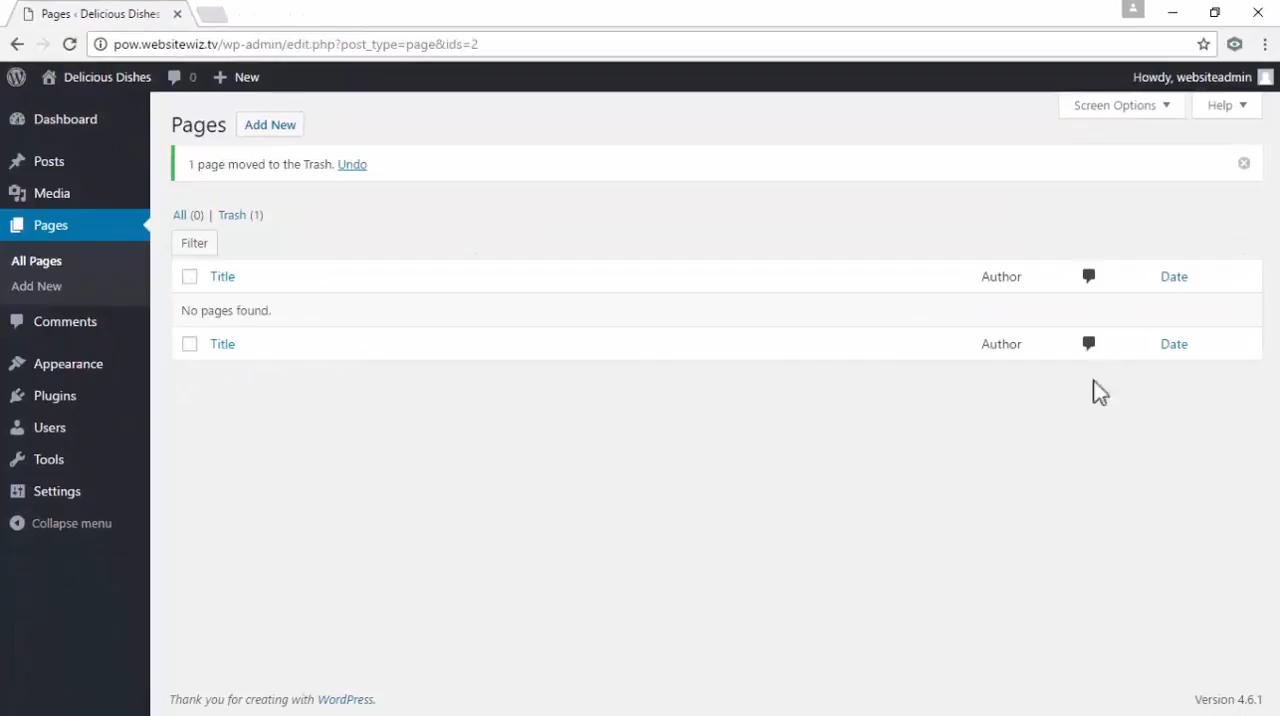 Pages ‹ Delicious Dishes
pow.websitewiz.tv/wp-admin/edit.php?post_type=page&ids=2
Delicious Dishes 0 New Howdy, websiteadmin
Screen Options Help
Dashboard
Posts
Media
Pages
All Pages
Add New
Comments
Appearance
Plugins
Users
Tools
Settings
Collapse menu
Pages Add New
1 page moved to the Trash. Undo
All (0) | Trash (1)
Filter
Title Author Date
No pages found.
Title Author Date
Thank you for creating with WordPress. Version 4.6.1